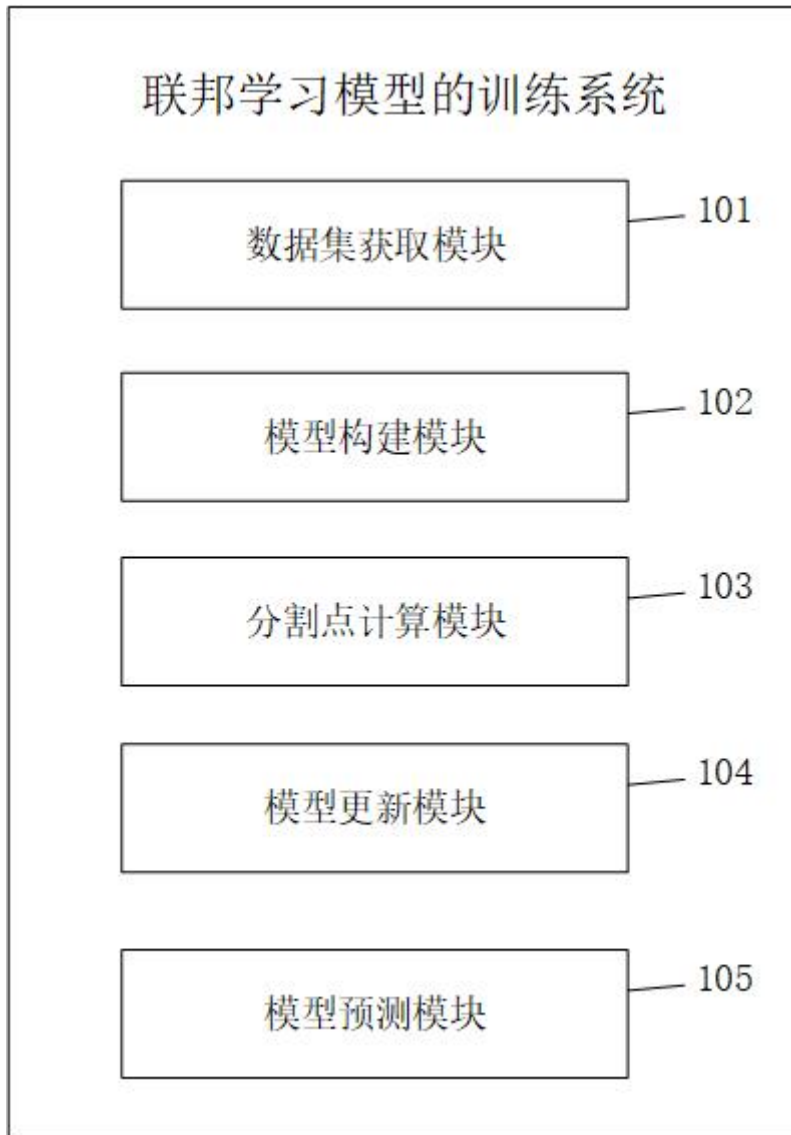 联邦学习模型的训练系统
数据集获取模块
101
模型构建模块
102
分割点计算模块
103
模型更新模块
104
模型预测模块
105